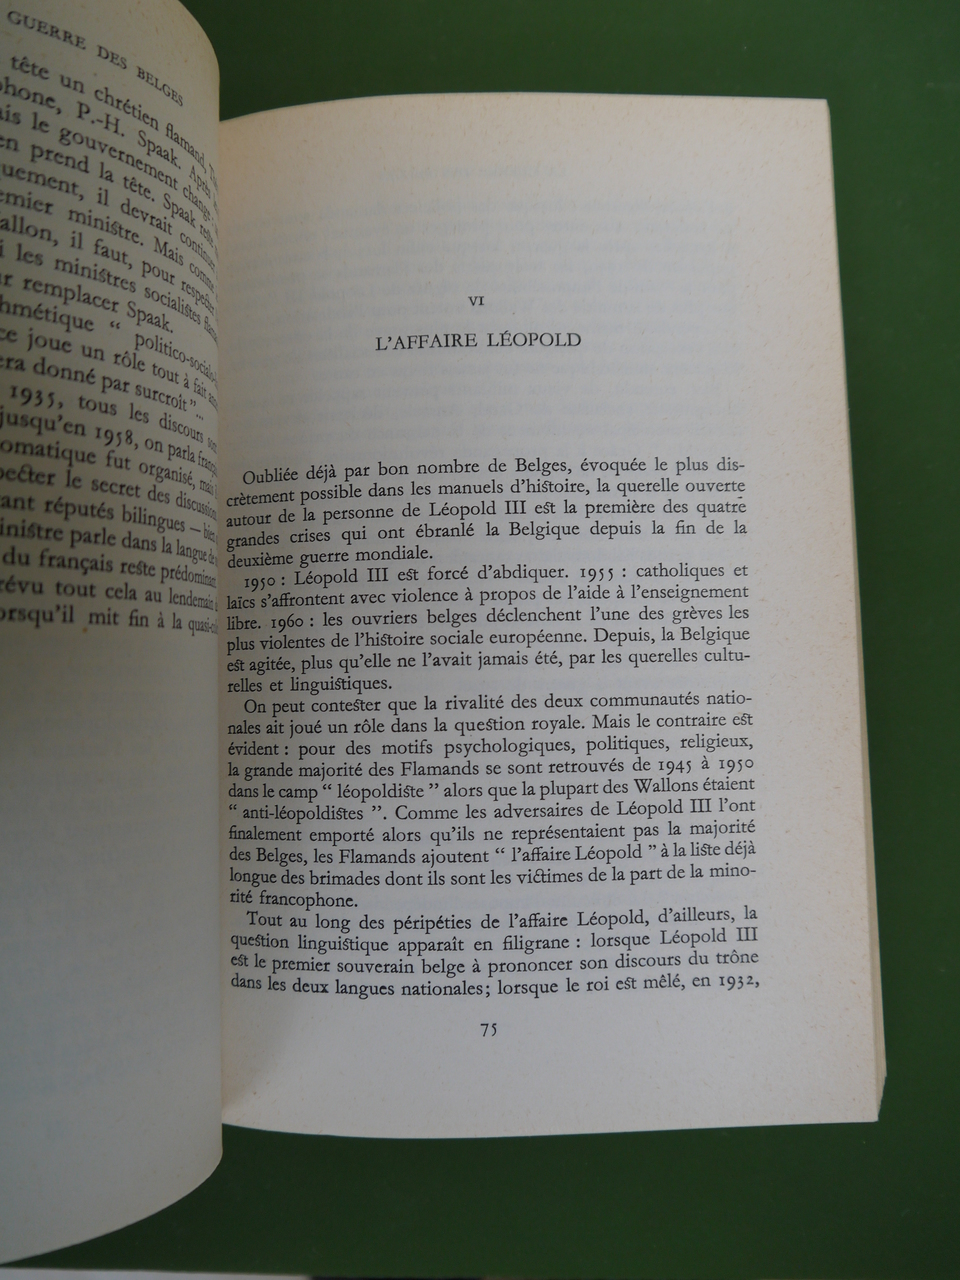 GUERRE DES BELGES
tête un chrétien flamand,
P.-H. Spaak. Après
le gouvernement change
en prend la tête. Spaak reste
il devrait continuer
premier ministre. Mais comme
il faut, pour respecter
les ministres socialistes
remplacer Spaak.
“ politico-sociale
joue un rôle tout à fait
donné par surcroît”...
1935, tous les discours
jusqu'en 1958, on parla
fut organisé, mais
le secret des discussions
réputés bilingues — bien
parle dans la langue de
du français reste prédominant
tout cela au lendemain
lorsqu'il mit fin à la
VI
L'AFFAIRE LÉOPOLD
Oubliée déjà par bon nombre de Belges, évoquée le plus dis-
crètement possible dans les manuels d'histoire, la querelle ouverte
autour de la personne de Léopold III est la première des quatre
grandes crises qui ont ébranlé la Belgique depuis la fin de la
deuxième guerre mondiale.
1950 : Léopold III est forcé d'abdiquer. 1955 : catholiques et
laïcs s'affrontent avec violence à propos de l'aide à l'enseignement
libre. 1960 : les ouvriers belges déclenchent l'une des grèves les
plus violentes de l'histoire sociale européenne. Depuis, la Belgique
est agitée, plus qu'elle ne l'avait jamais été, par les querelles cultu-
relles et linguistiques.
On peut contester que la rivalité des deux communautés natio-
nales ait joué un rôle dans la question royale. Mais le contraire est
évident : pour des motifs psychologiques, politiques, religieux,
la grande majorité des Flamands se sont retrouvés de 1945 à 1950
dans le camp “ léopoldiste ” alors que la plupart des Wallons étaient
“ anti-léopoldistes ”. Comme les adversaires de Léopold III l'ont
finalement emporté alors qu'ils ne représentaient pas la majorité
des Belges, les Flamands ajoutent “ l'affaire Léopold ” à la liste déjà
longue des brimades dont ils sont les victimes de la part de la mino-
rité francophone.
Tout au long des péripéties de l'affaire Léopold, d'ailleurs, la
question linguistique apparaît en filigrane : lorsque Léopold III
est le premier souverain belge à prononcer son discours du trône
dans les deux langues nationales; lorsque le roi est mêlé, en 1932,
75